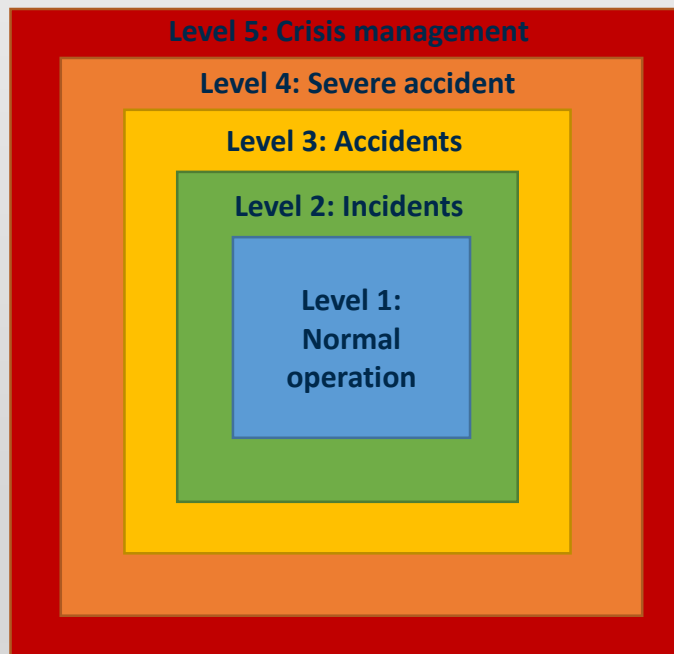 Level 5: Crisis management
Level 4: Severe accident
Level 3: Accidents
Level 2: Incidents
Level 1:
Normal
operation